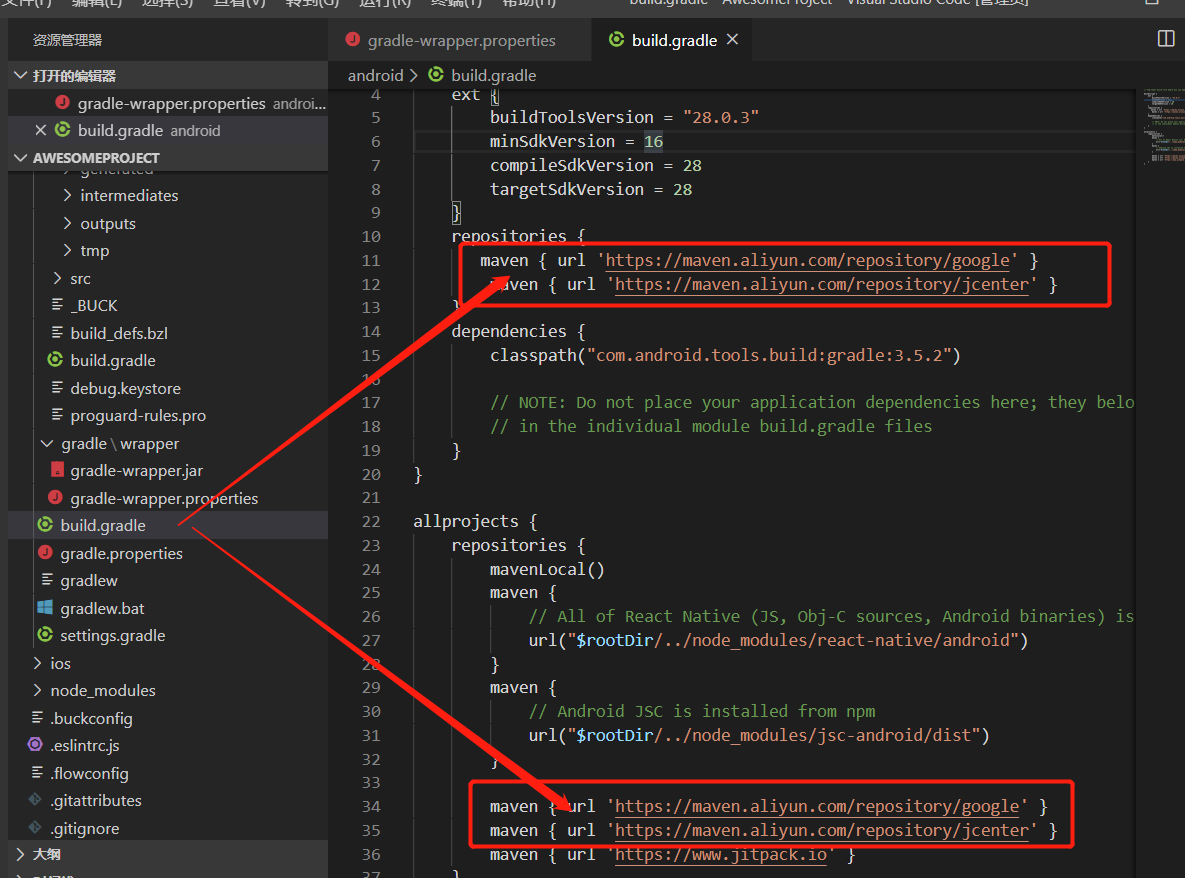 文件(F) 编辑(E) 选择(S) 查看(V) 转到(G) 运行(R) 终端(T) 帮助(H) build.gradle - AwesomeProject - Visual Studio Code [管理员]
资源管理器
打开的编辑器
gradle-wrapper.properties androi...
build.gradle android
AWESOMEPROJECT
generated
intermediates
outputs
tmp
src
_BUCK
build_defs.bzl
build.gradle
debug.keystore
proguard-rules.pro
gradle \ wrapper
gradle-wrapper.jar
gradle-wrapper.properties
build.gradle
gradle.properties
gradlew
gradlew.bat
settings.gradle
ios
node_modules
.buckconfig
.eslintrc.js
.flowconfig
.gitattributes
.gitignore
大纲
gradle-wrapper.properties
build.gradle
android > build.gradle
4 ext {
5 buildToolsVersion = "28.0.3"
6 minSdkVersion = 16
7 compileSdkVersion = 28
8 targetSdkVersion = 28
9 }
10 repositories {
11 maven { url 'https://maven.aliyun.com/repository/google' }
12 maven { url 'https://maven.aliyun.com/repository/jcenter' }
13 }
14 dependencies {
15 classpath("com.android.tools.build:gradle:3.5.2")
16
17 // NOTE: Do not place your application dependencies here; they belo
18 // in the individual module build.gradle files
19 }
20 }
21
22 allprojects {
23 repositories {
24 mavenLocal()
25 maven {
26 // All of React Native (JS, Obj-C sources, Android binaries) is
27 url("$rootDir/../node_modules/react-native/android")
28 }
29 maven {
30 // Android JSC is installed from npm
31 url("$rootDir/../node_modules/jsc-android/dist")
32 }
33
34 maven { url 'https://maven.aliyun.com/repository/google' }
35 maven { url 'https://maven.aliyun.com/repository/jcenter' }
36 maven { url 'https://www.jitpack.io' }
37 }